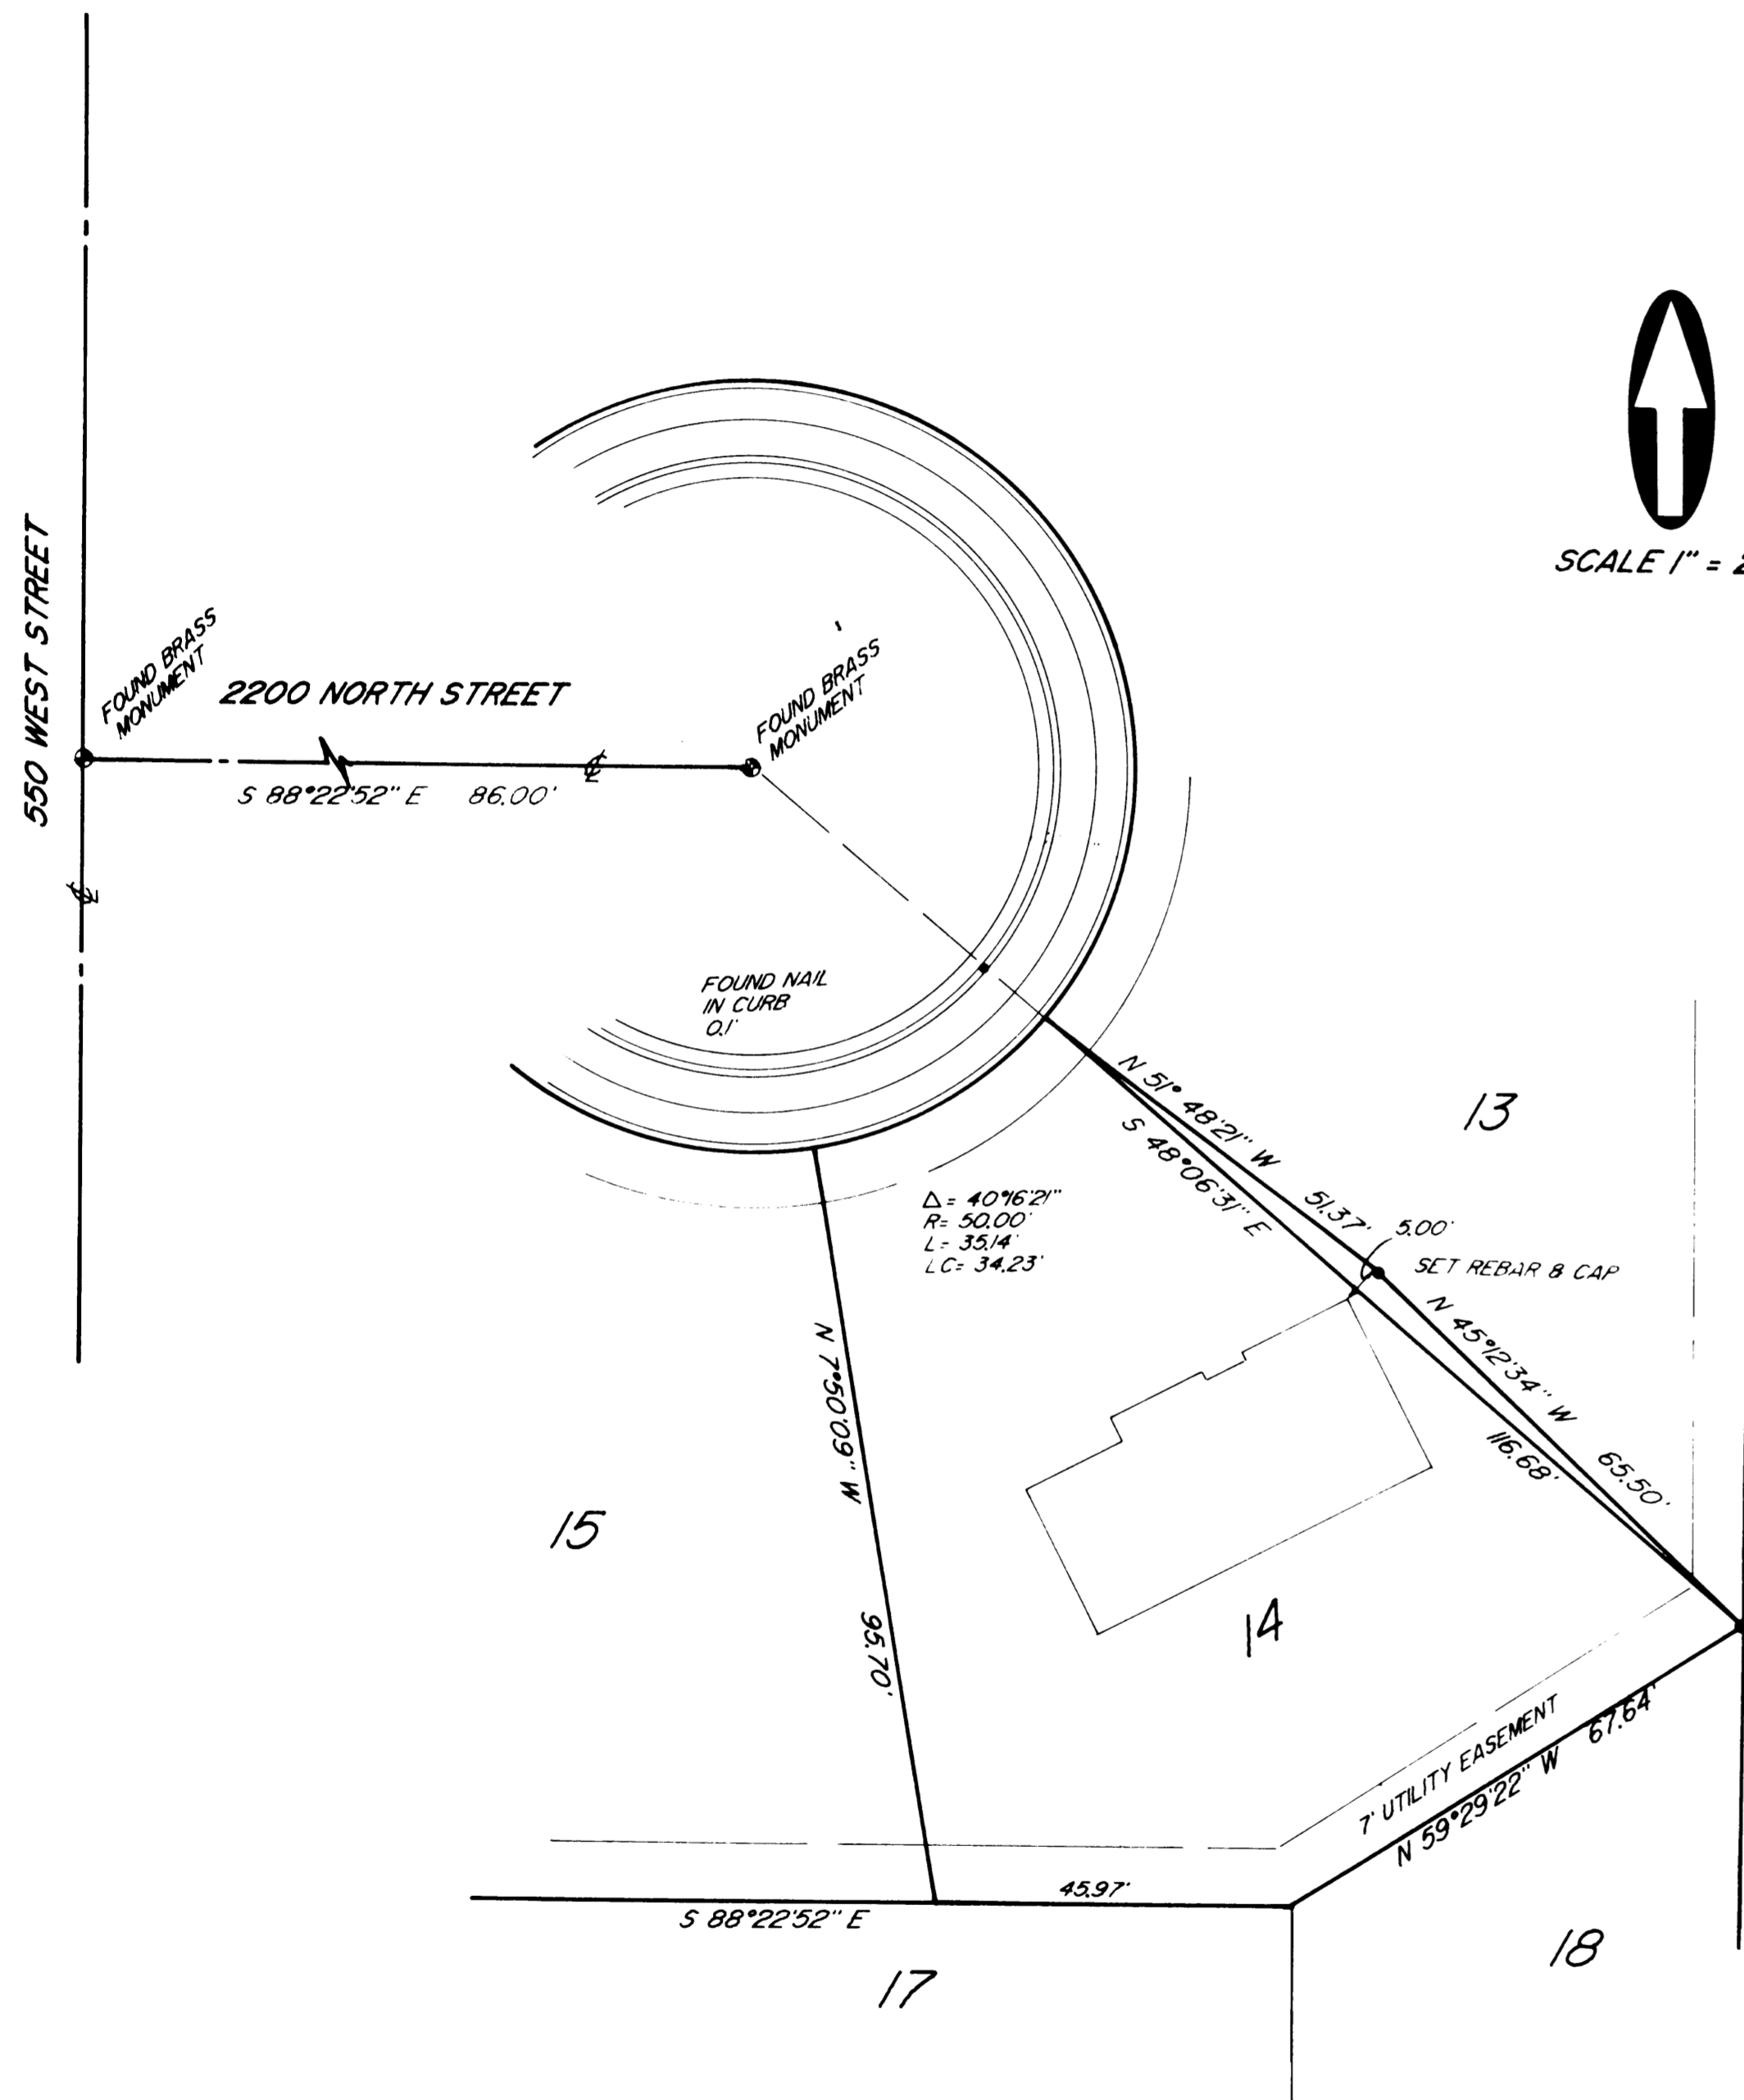 550 WEST STREET
FOUND BRASS
MONUMENT
2200 NORTH STREET
S 88°22'52" E 86.00'
FOUND BRASS
MONUMENT
SCALE 1" =
FOUND NAIL
IN CURB
0.1'
N 51°48'21" W 51.37'
S 48°06'31" E 116.68'
5.00'
SET REBAR & CAP
N 45°12'34" W 65.50'
13
Δ= 40°16'21"
R= 50.00'
L= 35.14'
LC= 34.23'
N 7°50'09" W 95.70'
15
14
7' UTILITY EASEMENT
N 59°29'22" W 67.64'
45.97'
S 88°22'52" E
17
18